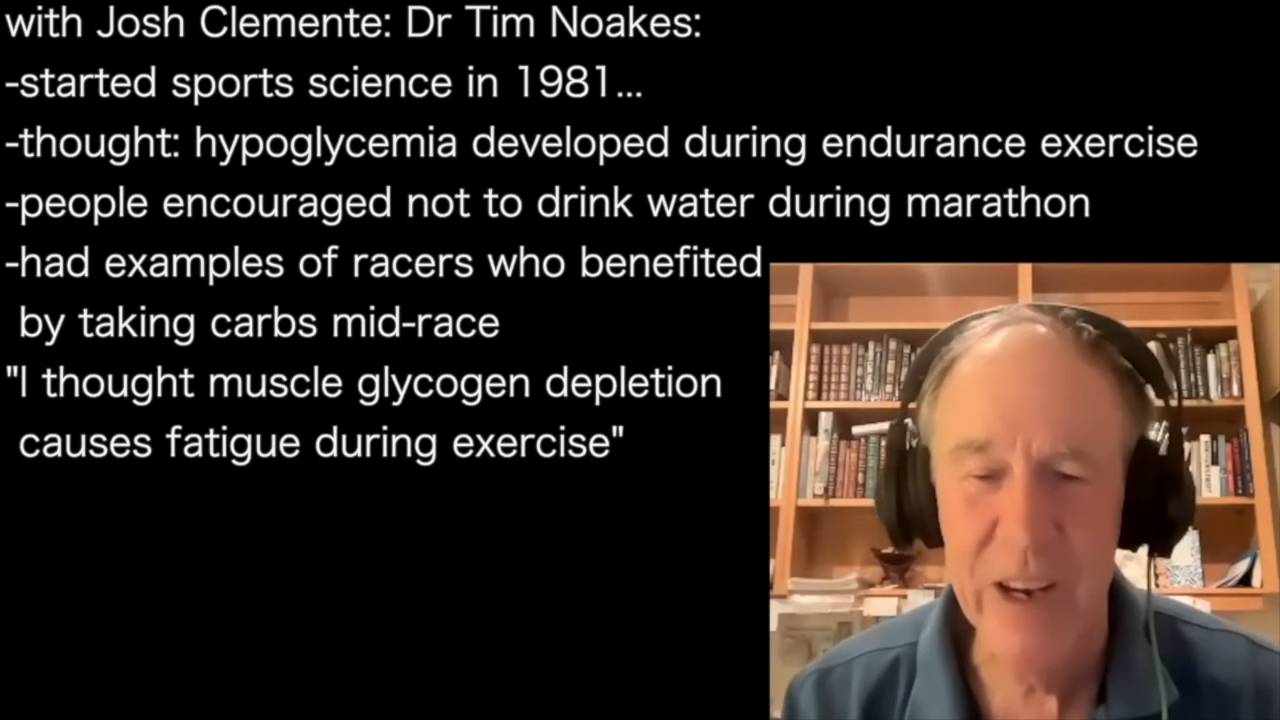 with Josh Clemente: Dr Tim Noakes:
-started sports science in 1981...
-thought: hypoglycemia developed during endurance exercise
-people encouraged not to drink water during marathon
-had examples of racers who benefited
by taking carbs mid-race
"I thought muscle glycogen depletion
causes fatigue during exercise"